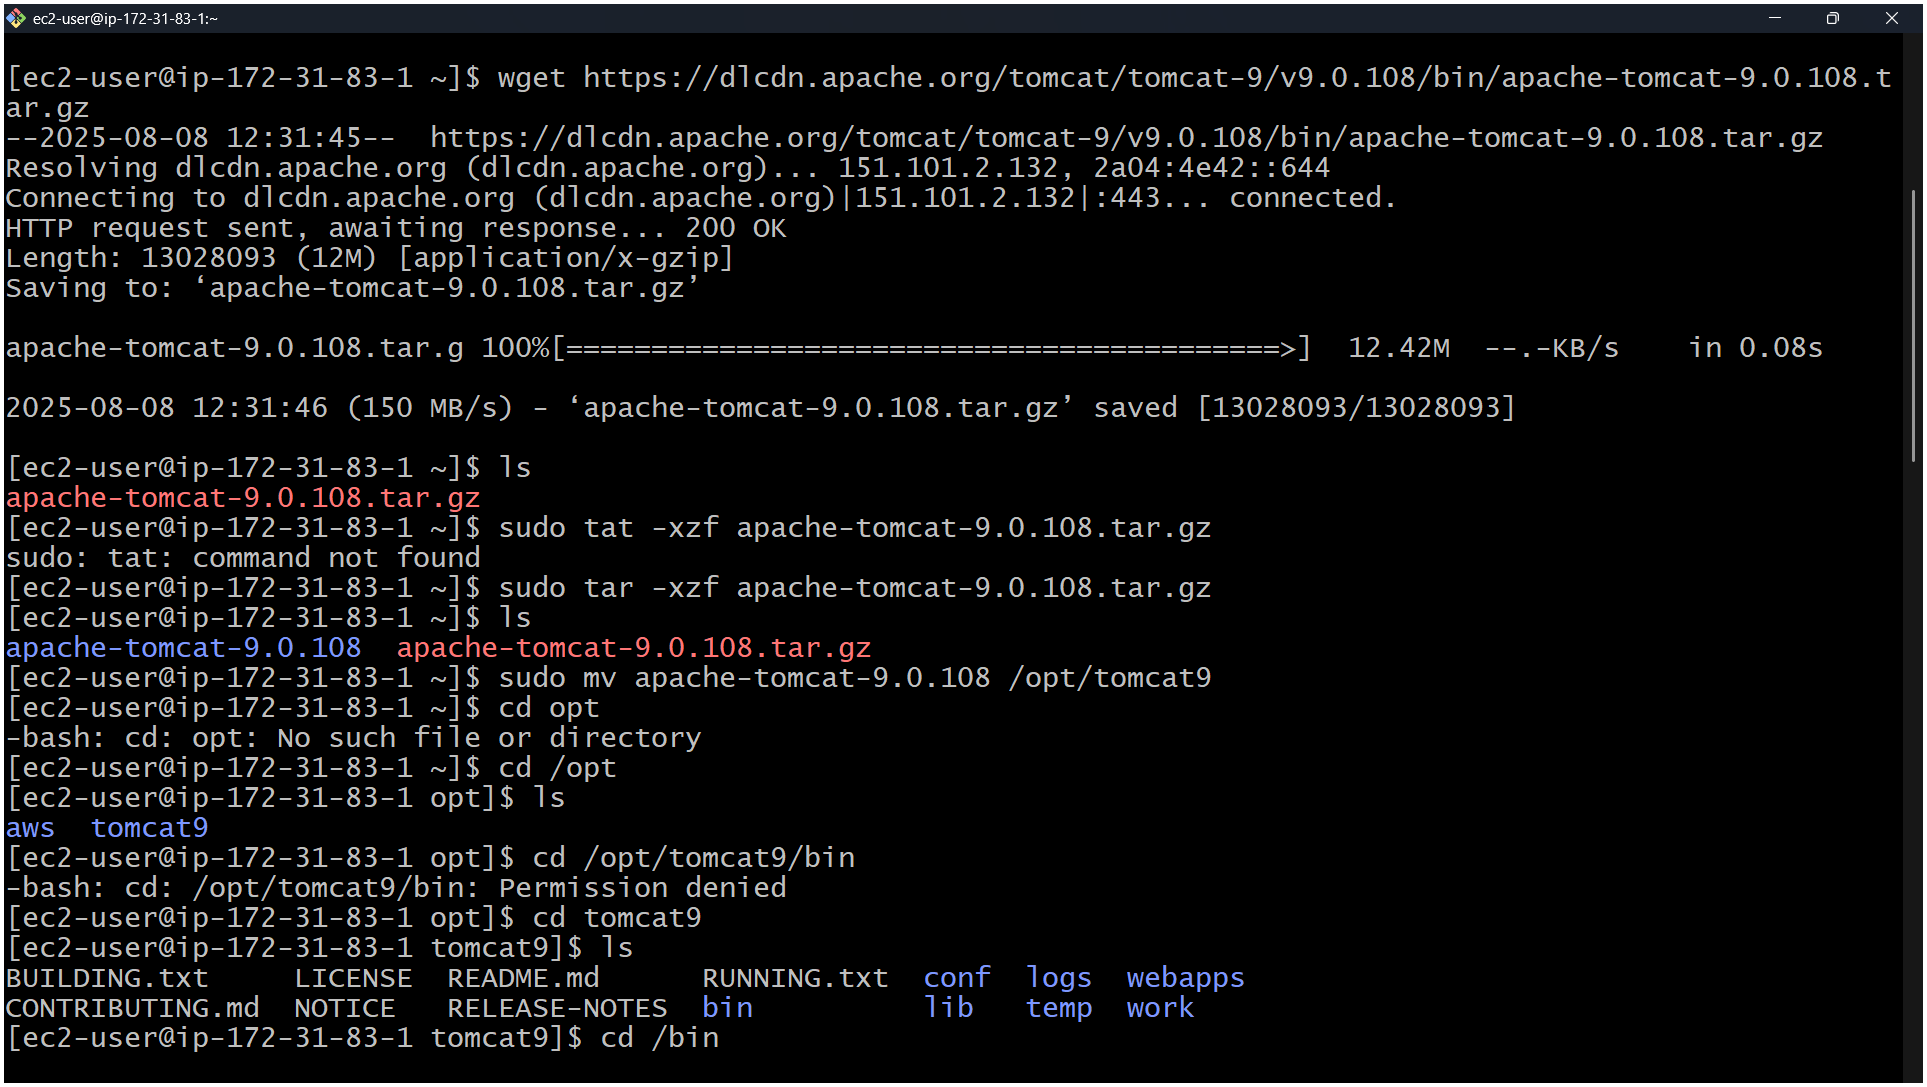 ec2-user@ip-172-31-83-1:~
[ec2-user@ip-172-31-83-1 ~]$ wget https://dlcdn.apache.org/tomcat/tomcat-9/v9.0.108/bin/apache-tomcat-9.0.108.t
ar.gz
--2025-08-08 12:31:45--  https://dlcdn.apache.org/tomcat/tomcat-9/v9.0.108/bin/apache-tomcat-9.0.108.tar.gz
Resolving dlcdn.apache.org (dlcdn.apache.org)... 151.101.2.132, 2a04:4e42::644
Connecting to dlcdn.apache.org (dlcdn.apache.org)|151.101.2.132|:443... connected.
HTTP request sent, awaiting response... 200 OK
Length: 13028093 (12M) [application/x-gzip]
Saving to: ‘apache-tomcat-9.0.108.tar.gz’
apache-tomcat-9.0.108.tar.g 100%[==========================================>]  12.42M  --.-KB/s    in 0.08s
2025-08-08 12:31:46 (150 MB/s) - ‘apache-tomcat-9.0.108.tar.gz’ saved [13028093/13028093]
[ec2-user@ip-172-31-83-1 ~]$ ls
apache-tomcat-9.0.108.tar.gz
[ec2-user@ip-172-31-83-1 ~]$ sudo tat -xzf apache-tomcat-9.0.108.tar.gz
sudo: tat: command not found
[ec2-user@ip-172-31-83-1 ~]$ sudo tar -xzf apache-tomcat-9.0.108.tar.gz
[ec2-user@ip-172-31-83-1 ~]$ ls
apache-tomcat-9.0.108  apache-tomcat-9.0.108.tar.gz
[ec2-user@ip-172-31-83-1 ~]$ sudo mv apache-tomcat-9.0.108 /opt/tomcat9
[ec2-user@ip-172-31-83-1 ~]$ cd opt
-bash: cd: opt: No such file or directory
[ec2-user@ip-172-31-83-1 ~]$ cd /opt
[ec2-user@ip-172-31-83-1 opt]$ ls
aws  tomcat9
[ec2-user@ip-172-31-83-1 opt]$ cd /opt/tomcat9/bin
-bash: cd: /opt/tomcat9/bin: Permission denied
[ec2-user@ip-172-31-83-1 opt]$ cd tomcat9
[ec2-user@ip-172-31-83-1 tomcat9]$ ls
BUILDING.txt     LICENSE  README.md      RUNNING.txt  conf  logs  webapps
CONTRIBUTING.md  NOTICE   RELEASE-NOTES  bin          lib   temp  work
[ec2-user@ip-172-31-83-1 tomcat9]$ cd /bin